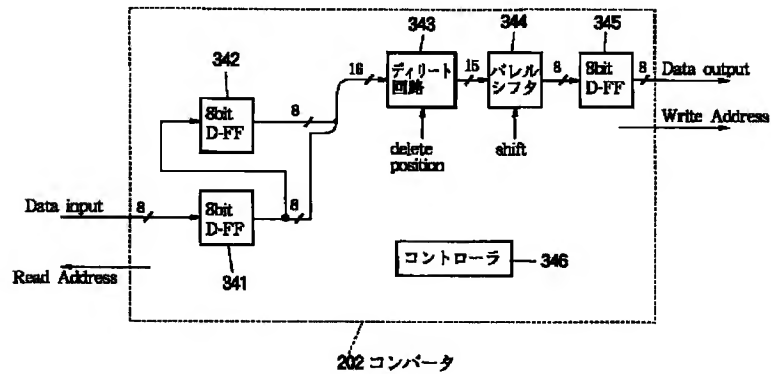 343
344
345
342
16
ディリート
回路
15
バレル
シフタ
8
8bit
D-FF
8
Data output
8bit
D-FF
8
delete
position
shift
Write Address
Data input
8
8bit
D-FF
8
Read Address
341
コントローラ
346
202 コンバータ